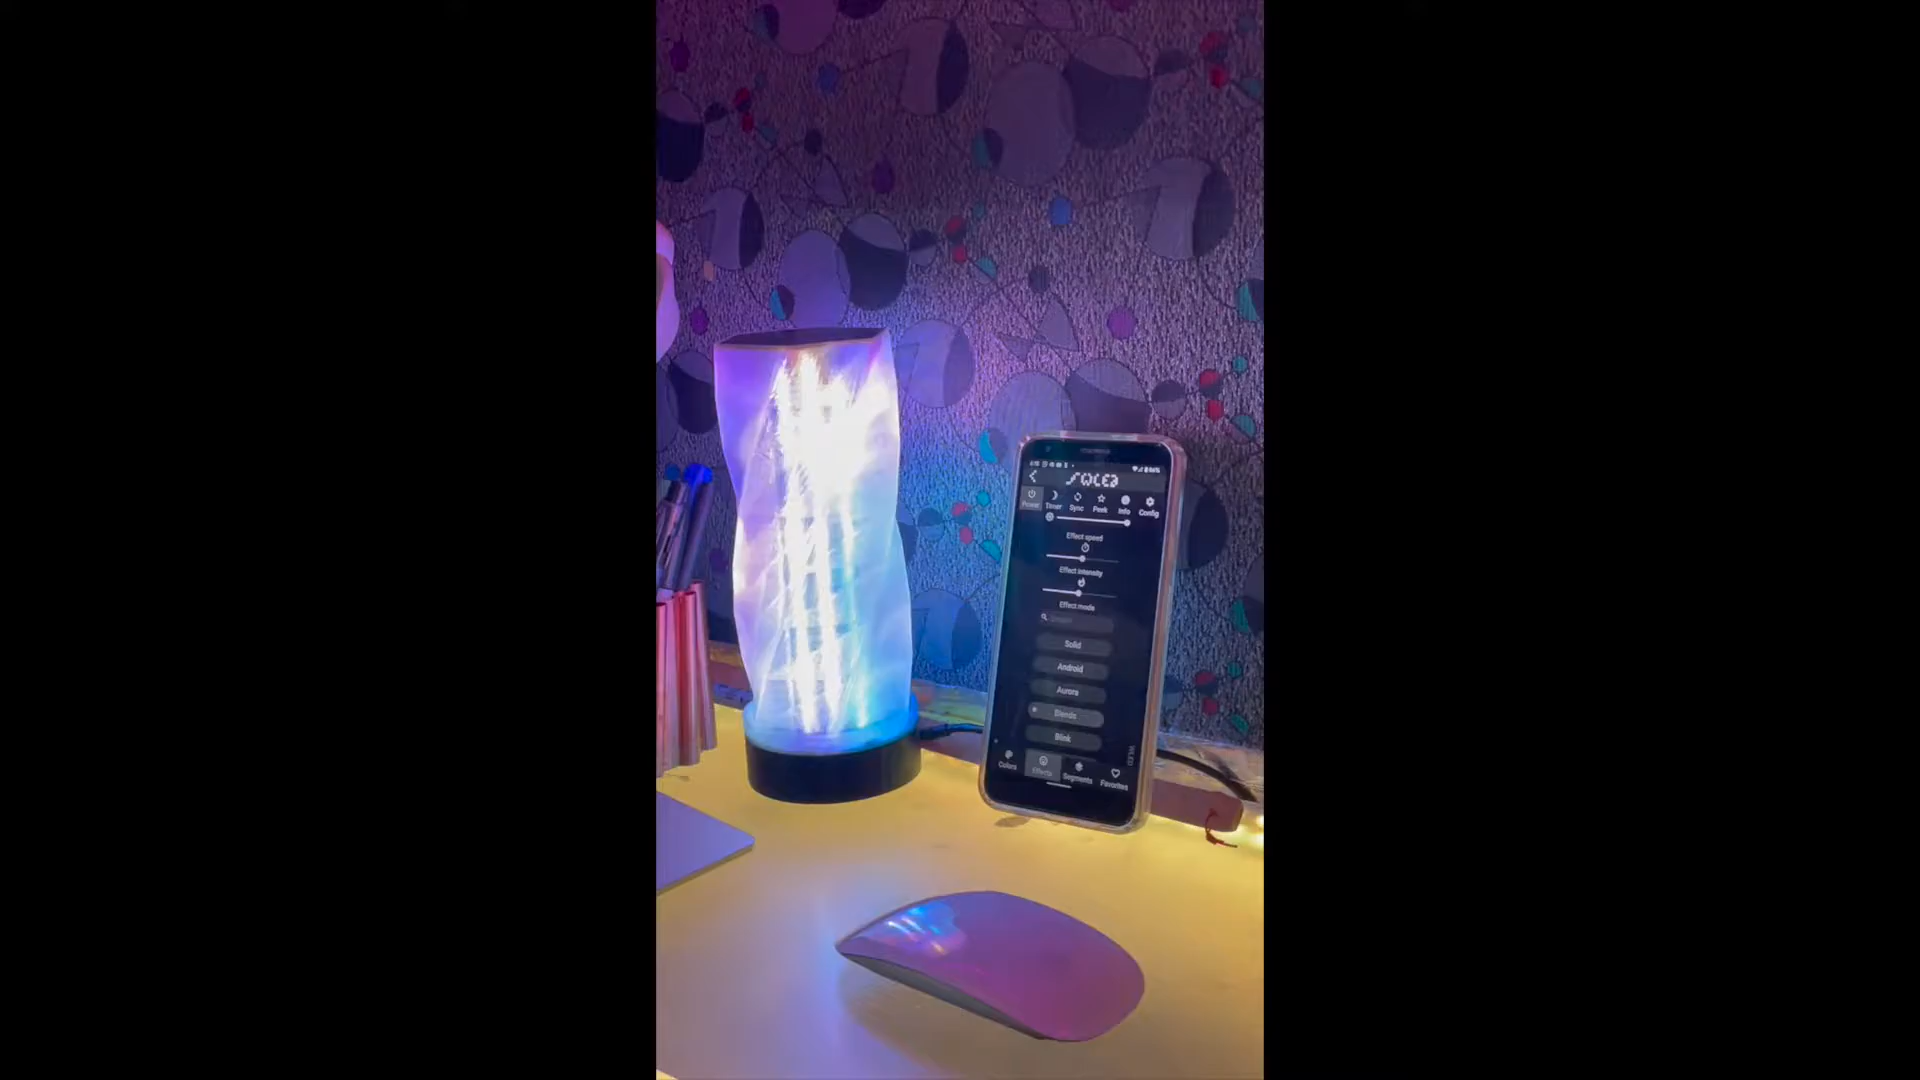 WLED
Power Timer Sync Peek Info Config
Effect speed
Effect intensity
Effect mode
Solid
Android
Aurora
Blends
Blink
WLED
Colors Effects Segments Favorites